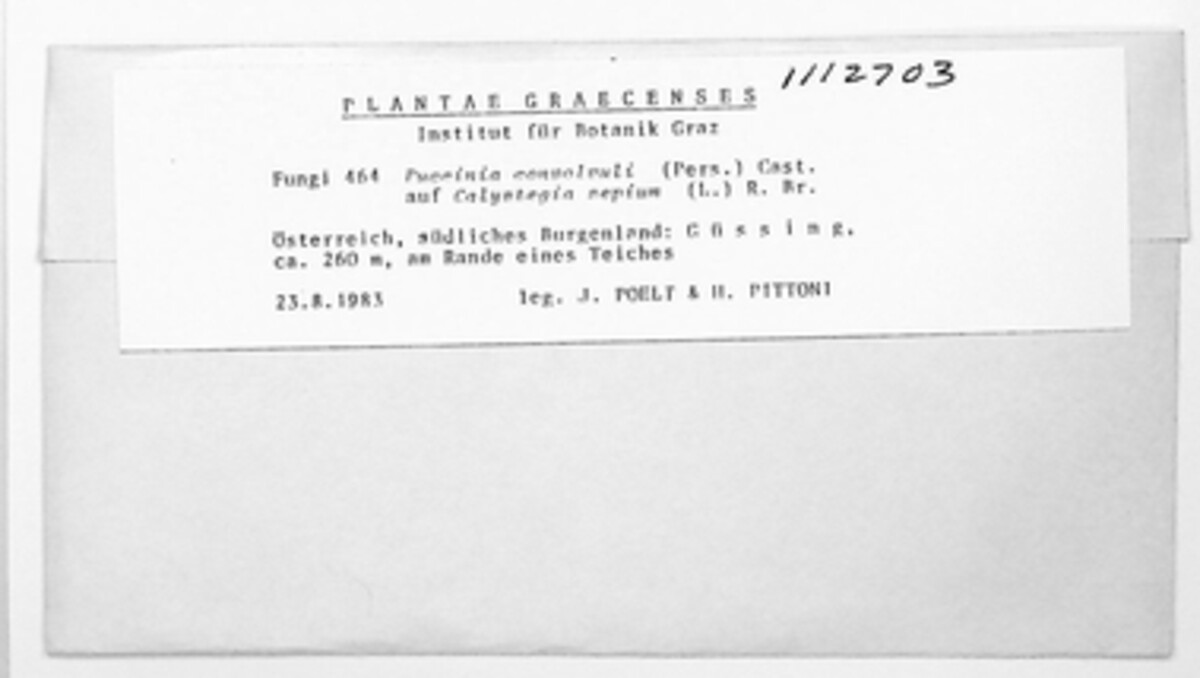 1112703
PLANTAE GRAECENSES
Institut für Botanik Graz
Fungi 464 Puccinia convolvuli (Pers.) Cast.
auf Calystegia sepium (L.) R. Br.
Österreich, südliches Burgenland: Güssing,
ca. 260 m, am Rande eines Teiches
23.8.1983 leg. J. POELT & H. PITTONI